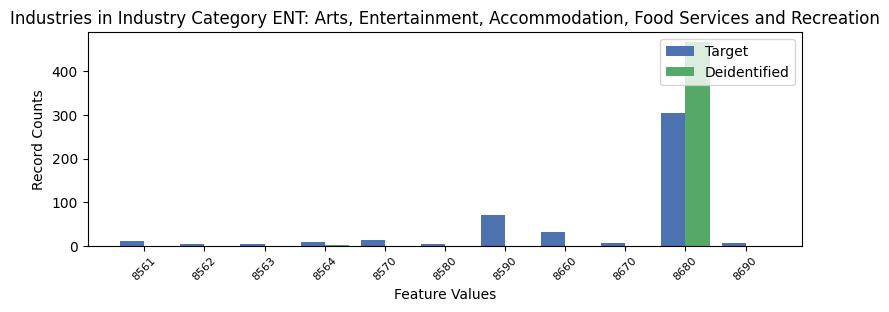 Industries in Industry Category ENT: Arts, Entertainment, Accommodation, Food Services and Recreation
Target
Deidentified
Record Counts
400
300
200
100
0
8561 8562 8563 8564 8570 8580 8590 8660 8670 8680 8690
Feature Values